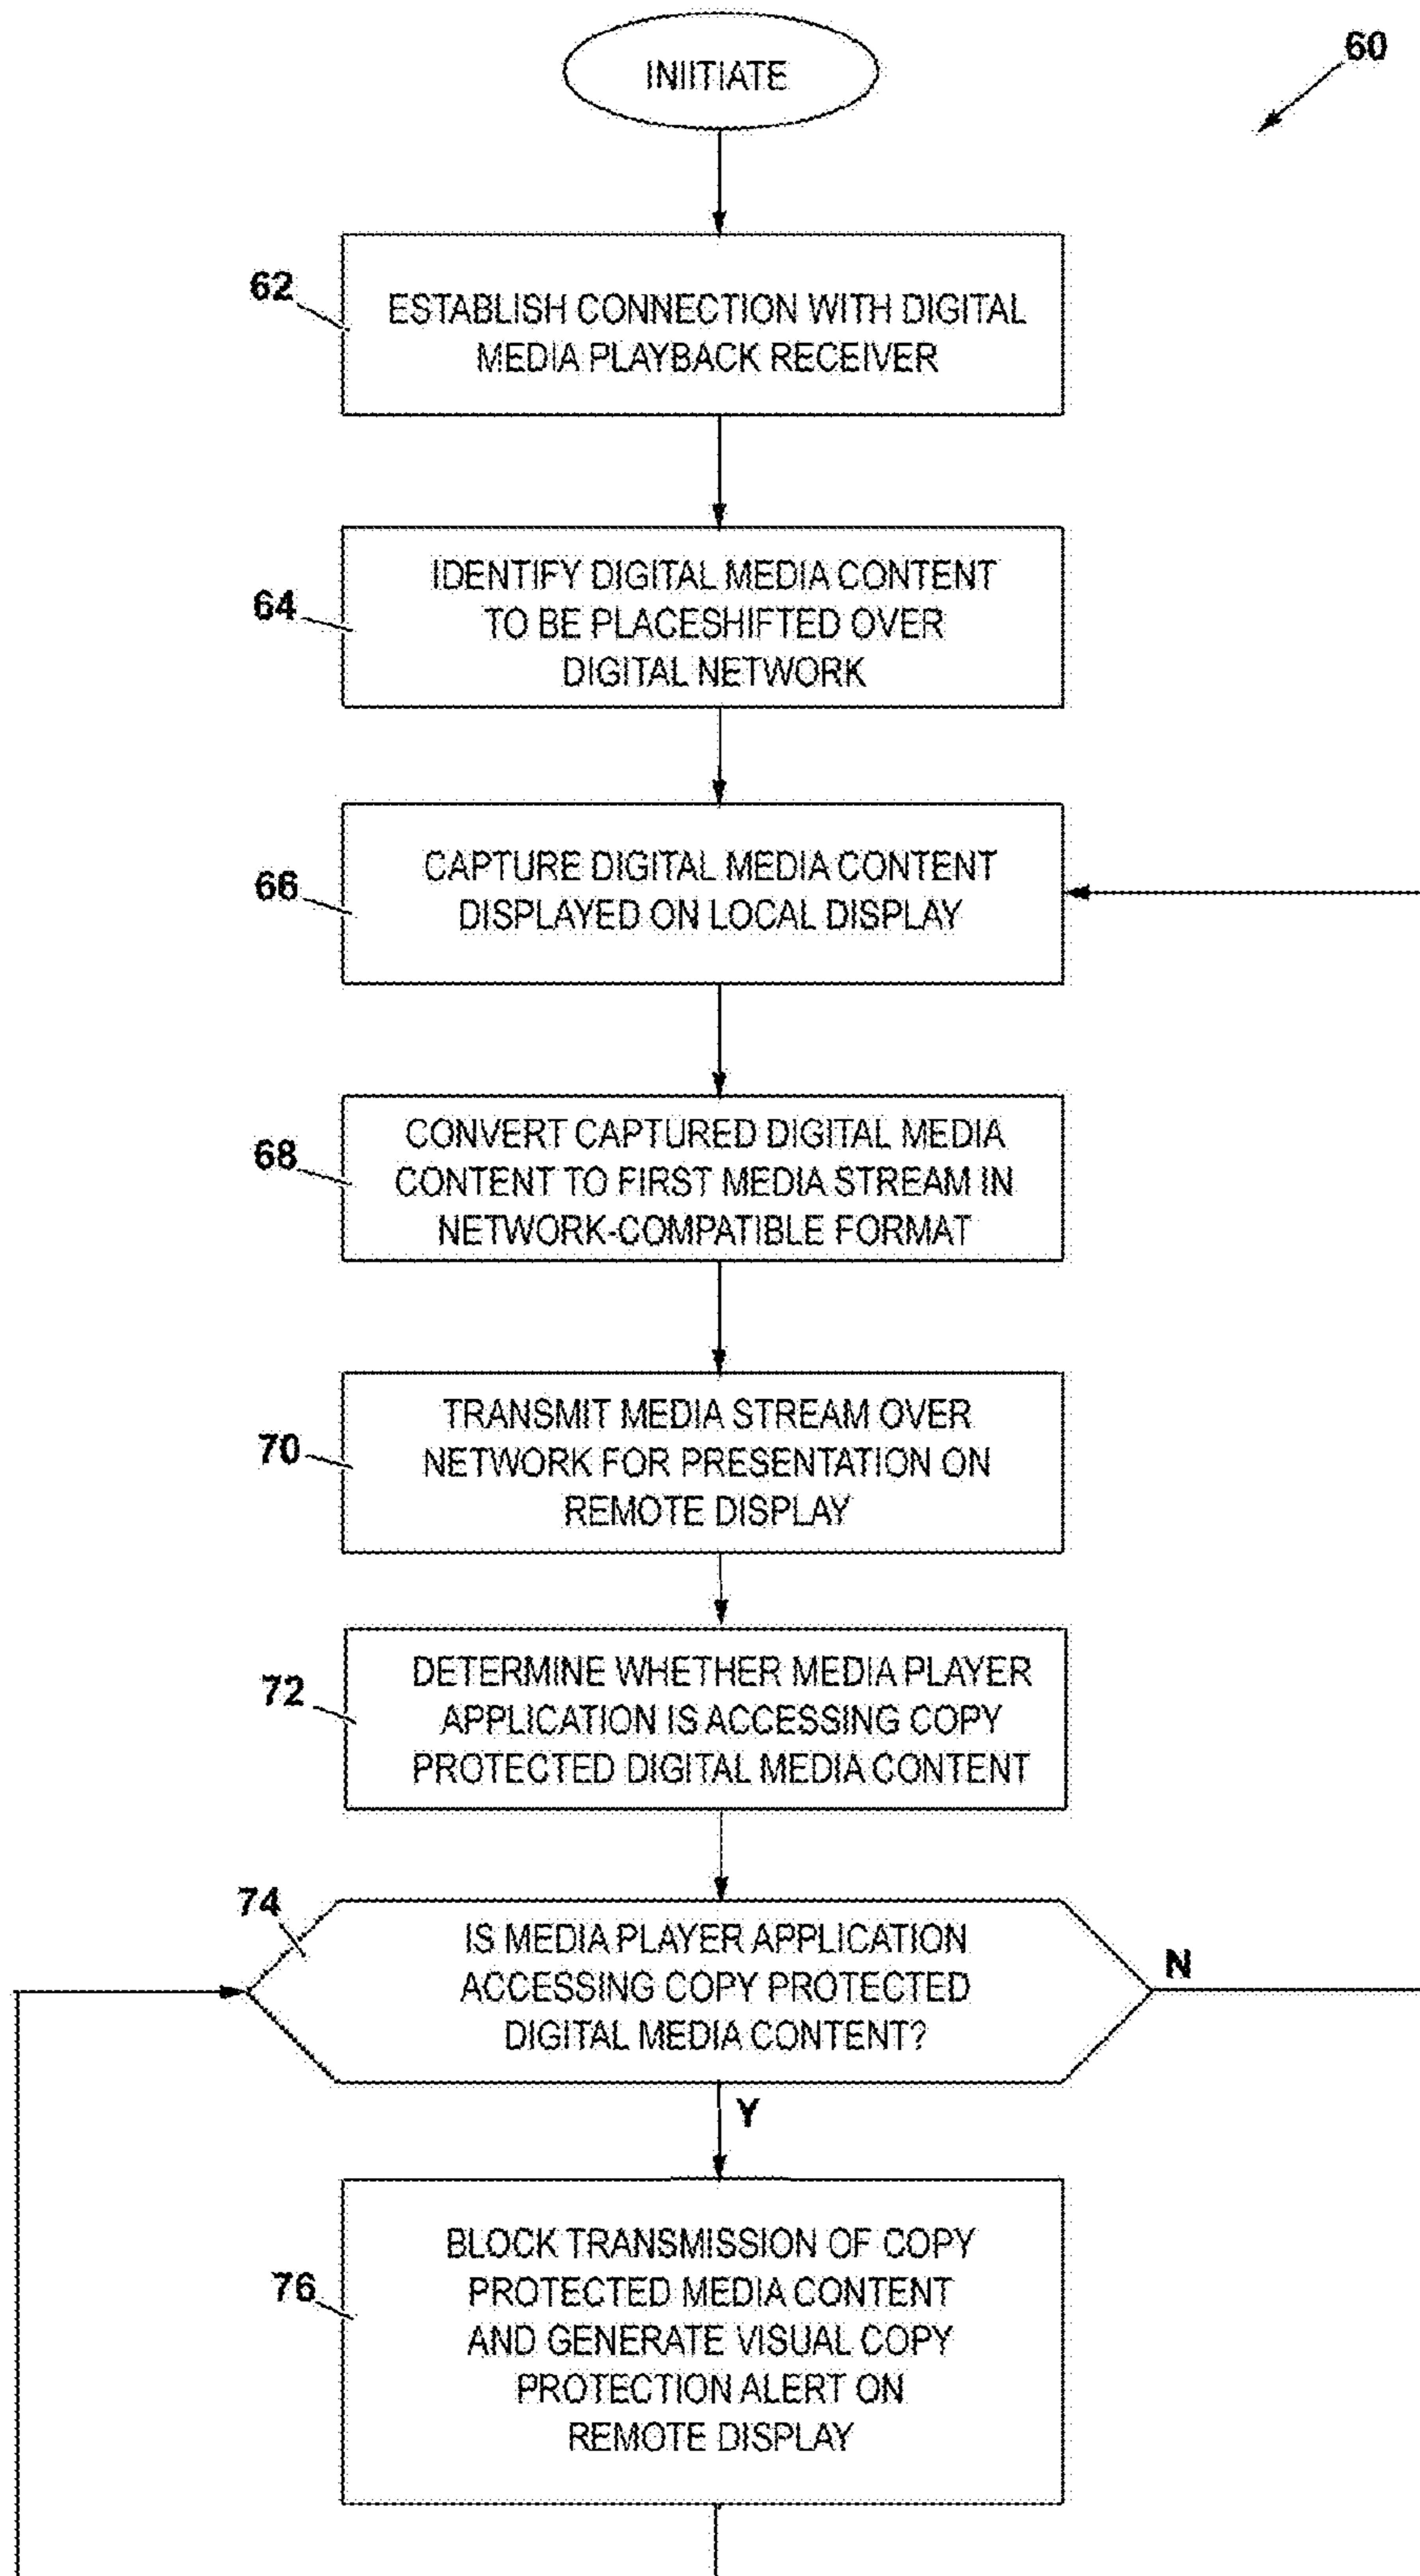 INIITIATE
60
62
ESTABLISH CONNECTION WITH DIGITAL
MEDIA PLAYBACK RECEIVER
64
IDENTIFY DIGITAL MEDIA CONTENT
TO BE PLACESHIFTED OVER
DIGITAL NETWORK
66
CAPTURE DIGITAL MEDIA CONTENT
DISPLAYED ON LOCAL DISPLAY
68
CONVERT CAPTURED DIGITAL MEDIA
CONTENT TO FIRST MEDIA STREAM IN
NETWORK-COMPATIBLE FORMAT
70
TRANSMIT MEDIA STREAM OVER
NETWORK FOR PRESENTATION ON
REMOTE DISPLAY
72
DETERMINE WHETHER MEDIA PLAYER
APPLICATION IS ACCESSING COPY
PROTECTED DIGITAL MEDIA CONTENT
74
IS MEDIA PLAYER APPLICATION
ACCESSING COPY PROTECTED
DIGITAL MEDIA CONTENT?
N
Y
76
BLOCK TRANSMISSION OF COPY
PROTECTED MEDIA CONTENT
AND GENERATE VISUAL COPY
PROTECTION ALERT ON
REMOTE DISPLAY